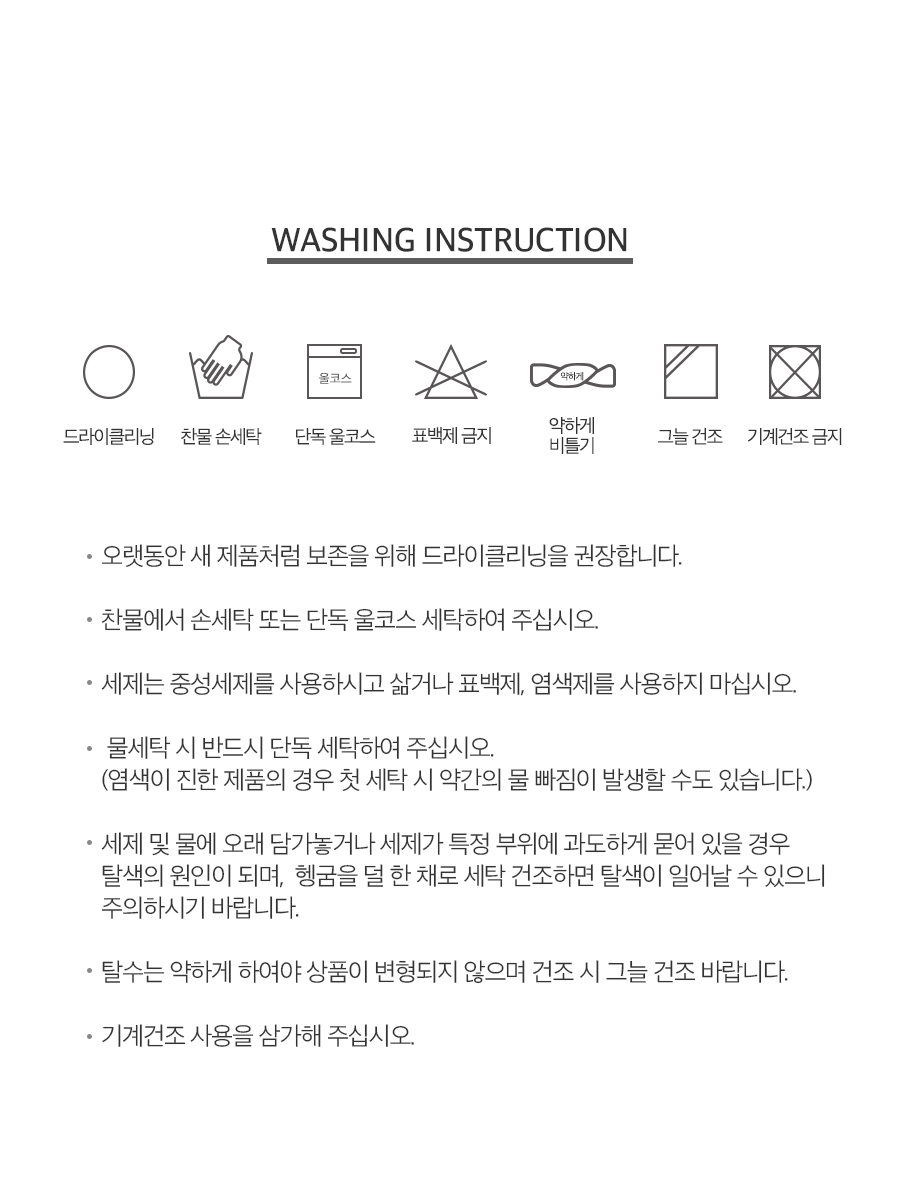 WASHING INSTRUCTION
울코스
약하게
드라이클리닝
찬물 손세탁
단독 울코스
표백제 금지
약하게
비틀기
그늘 건조
기계건조 금지
• 오랫동안 새 제품처럼 보존을 위해 드라이클리닝을 권장합니다.
• 찬물에서 손세탁 또는 단독 울코스 세탁하여 주십시오.
• 세제는 중성세제를 사용하시고 삶거나 표백제, 염색제를 사용하지 마십시오.
• 물세탁 시 반드시 단독 세탁하여 주십시오.
(염색이 진한 제품의 경우 첫 세탁 시 약간의 물 빠짐이 발생할 수도 있습니다.)
• 세제 및 물에 오래 담가놓거나 세제가 특정 부위에 과도하게 묻어 있을 경우
탈색의 원인이 되며, 헹굼을 덜 한 채로 세탁 건조하면 탈색이 일어날 수 있으니
주의하시기 바랍니다.
• 탈수는 약하게 하여야 상품이 변형되지 않으며 건조 시 그늘 건조 바랍니다.
• 기계건조 사용을 삼가해 주십시오.